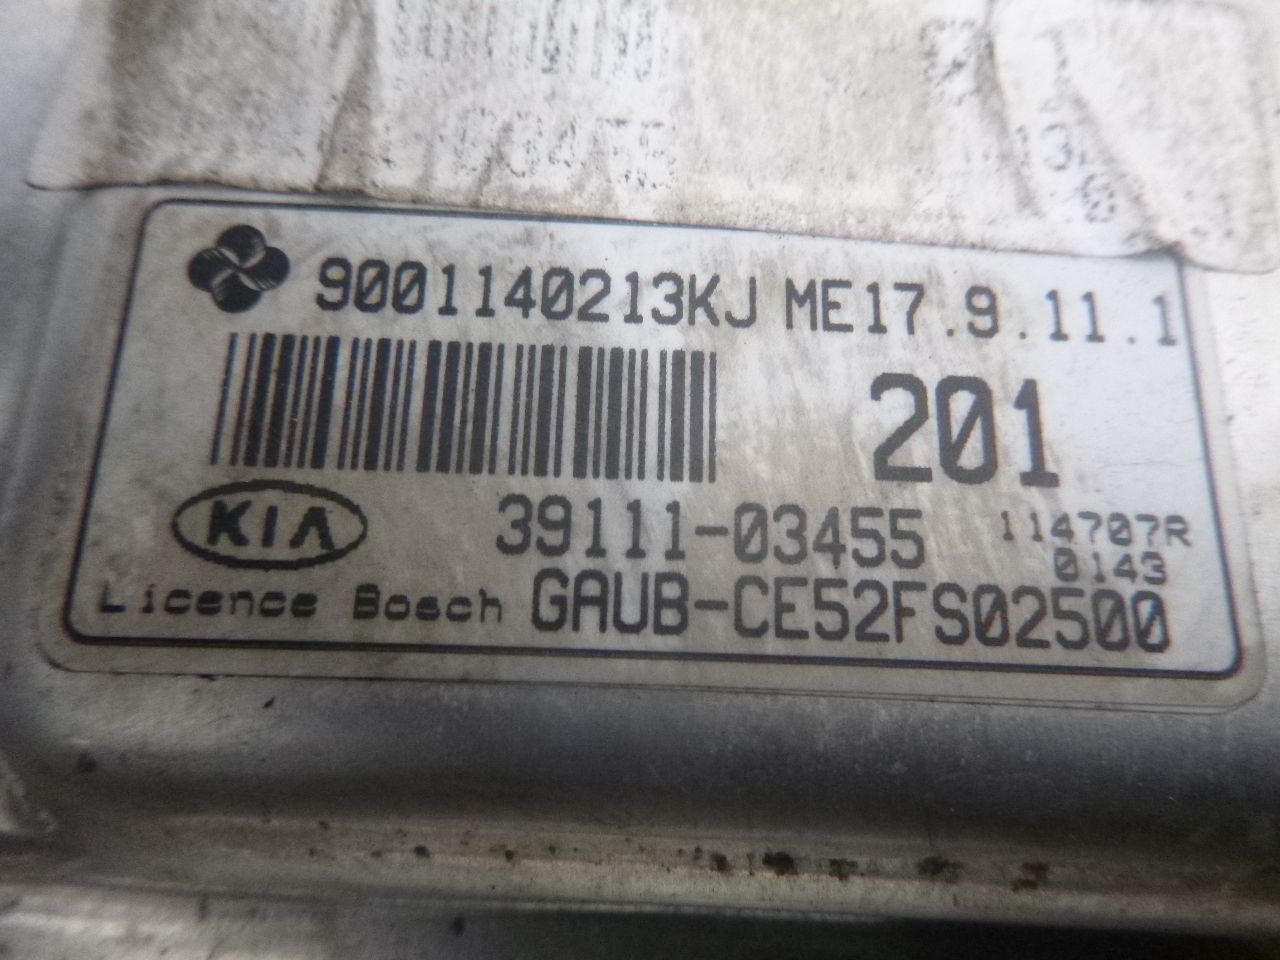 9001140213KJ ME17.9.11.1
201
KIA 39111-03455 114707R
0143
Licence Bosch GAUB-CE52FS02500